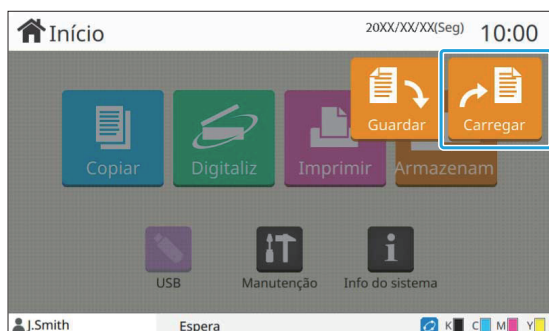 Início 20XX/XX/XX(Seg) 10:00
Guardar Carregar
Copiar Digitaliz Imprimir Armazenam
USB Manutenção Info do sistema
J.Smith Espera K C M Y